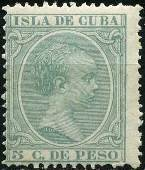 ISLA DE CUBA
5 C. DE PESO